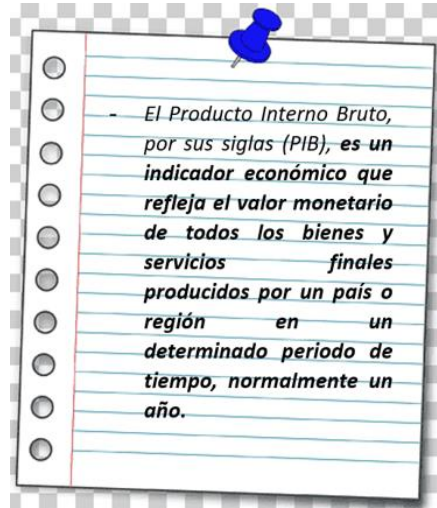 - El Producto Interno Bruto,
por sus siglas (PIB), es un
indicador económico que
refleja el valor monetario
de todos los bienes y
servicios finales
producidos por un país o
región en un
determinado periodo de
tiempo, normalmente un
año.